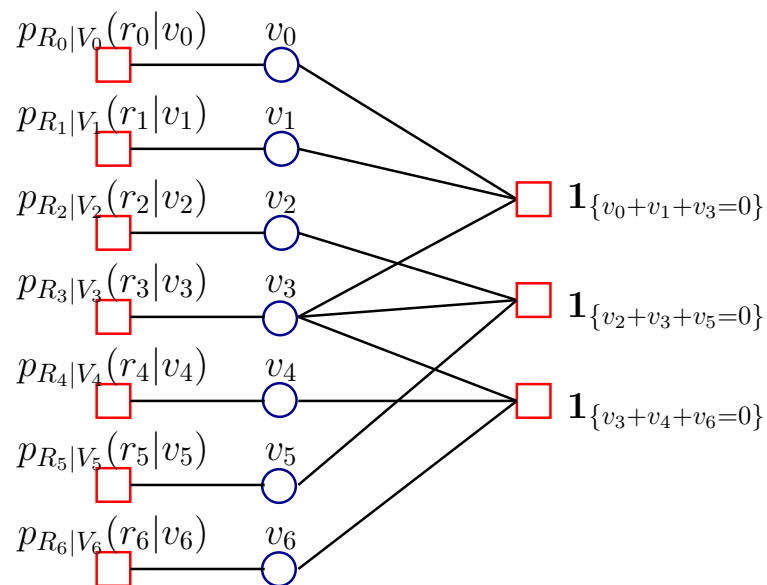 p_{R_0|V_0}(r_0|v_0) v_0
p_{R_1|V_1}(r_1|v_1) v_1
p_{R_2|V_2}(r_2|v_2) v_2
p_{R_3|V_3}(r_3|v_3) v_3
p_{R_4|V_4}(r_4|v_4) v_4
p_{R_5|V_5}(r_5|v_5) v_5
p_{R_6|V_6}(r_6|v_6) v_6
1_{\{v_0+v_1+v_3=0\}}
1_{\{v_2+v_3+v_5=0\}}
1_{\{v_3+v_4+v_6=0\}}